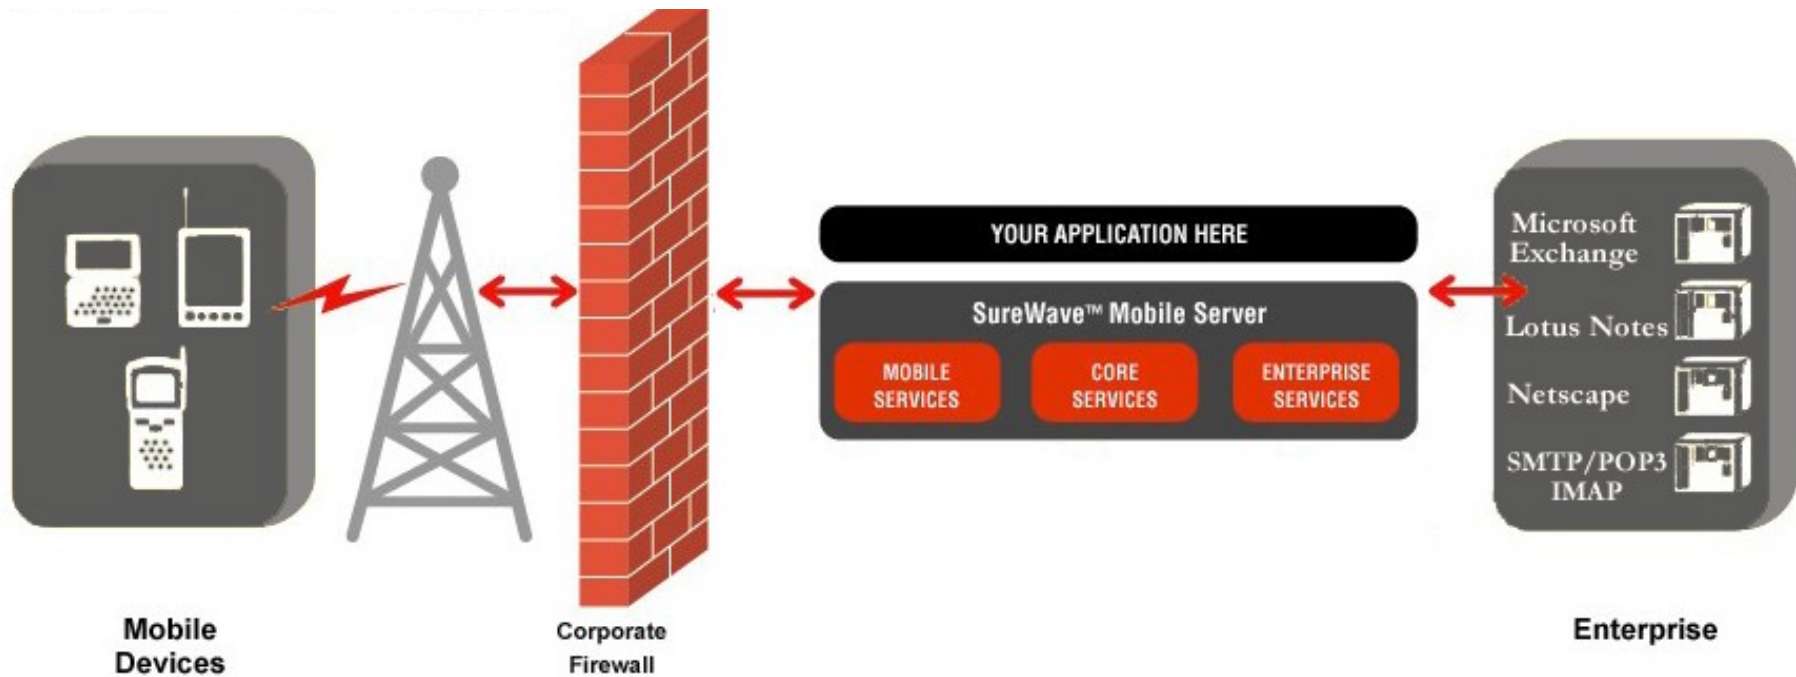 YOUR APPLICATION HERE
SureWave™ Mobile Server
MOBILE
SERVICES
CORE
SERVICES
ENTERPRISE
SERVICES
Microsoft
Exchange
Lotus Notes
Netscape
SMTP/POP3
IMAP
Mobile
Devices
Corporate
Firewall
Enterprise